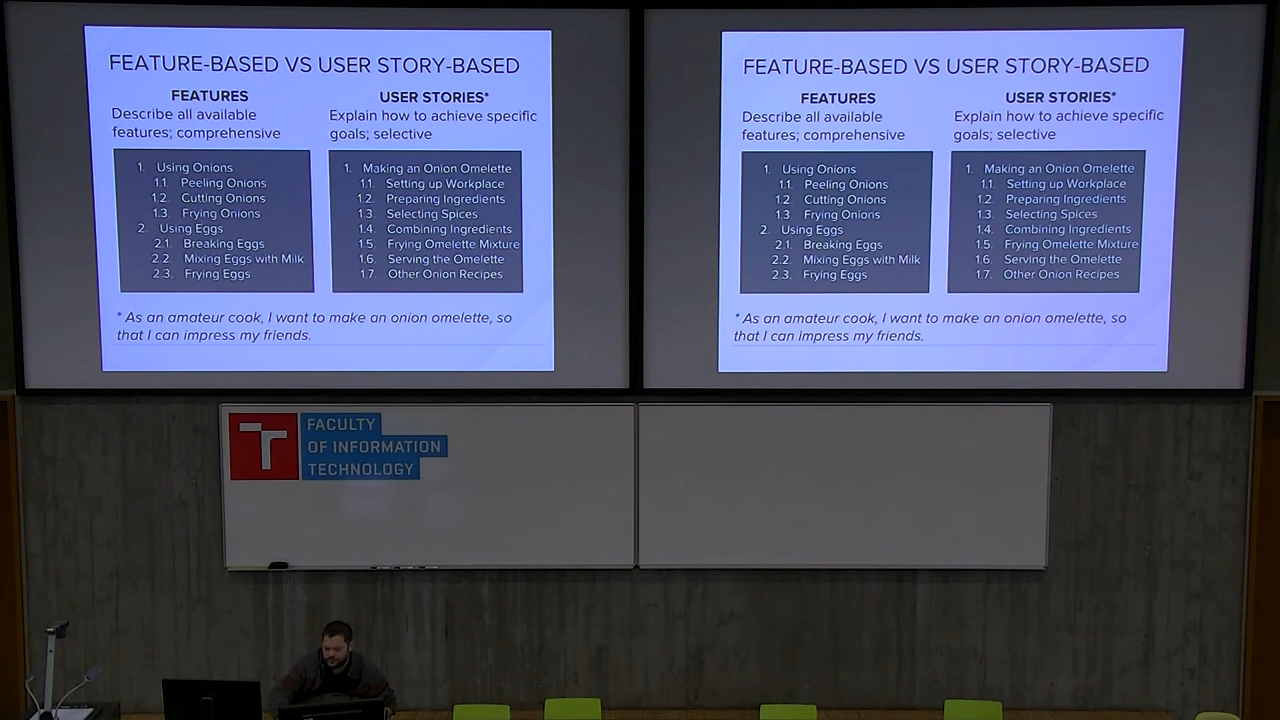 FEATURE-BASED VS USER STORY-BASED
FEATURES
Describe all available
features; comprehensive
1. Using Onions
1.1. Peeling Onions
1.2. Cutting Onions
1.3. Frying Onions
2. Using Eggs
2.1. Breaking Eggs
2.2. Mixing Eggs with Milk
2.3. Frying Eggs
USER STORIES*
Explain how to achieve specific
goals; selective
1. Making an Onion Omelette
1.1. Setting up Workplace
1.2. Preparing Ingredients
1.3. Selecting Spices
1.4. Combining Ingredients
1.5. Frying Omelette Mixture
1.6. Serving the Omelette
1.7. Other Onion Recipes
* As an amateur cook, I want to make an onion omelette, so
that I can impress my friends.
FEATURE-BASED VS USER STORY-BASED
FEATURES
Describe all available
features; comprehensive
1. Using Onions
1.1. Peeling Onions
1.2. Cutting Onions
1.3. Frying Onions
2. Using Eggs
2.1. Breaking Eggs
2.2. Mixing Eggs with Milk
2.3. Frying Eggs
USER STORIES*
Explain how to achieve specific
goals; selective
1. Making an Onion Omelette
1.1. Setting up Workplace
1.2. Preparing Ingredients
1.3. Selecting Spices
1.4. Combining Ingredients
1.5. Frying Omelette Mixture
1.6. Serving the Omelette
1.7. Other Onion Recipes
* As an amateur cook, I want to make an onion omelette, so
that I can impress my friends.
T
FACULTY
OF INFORMATION
TECHNOLOGY